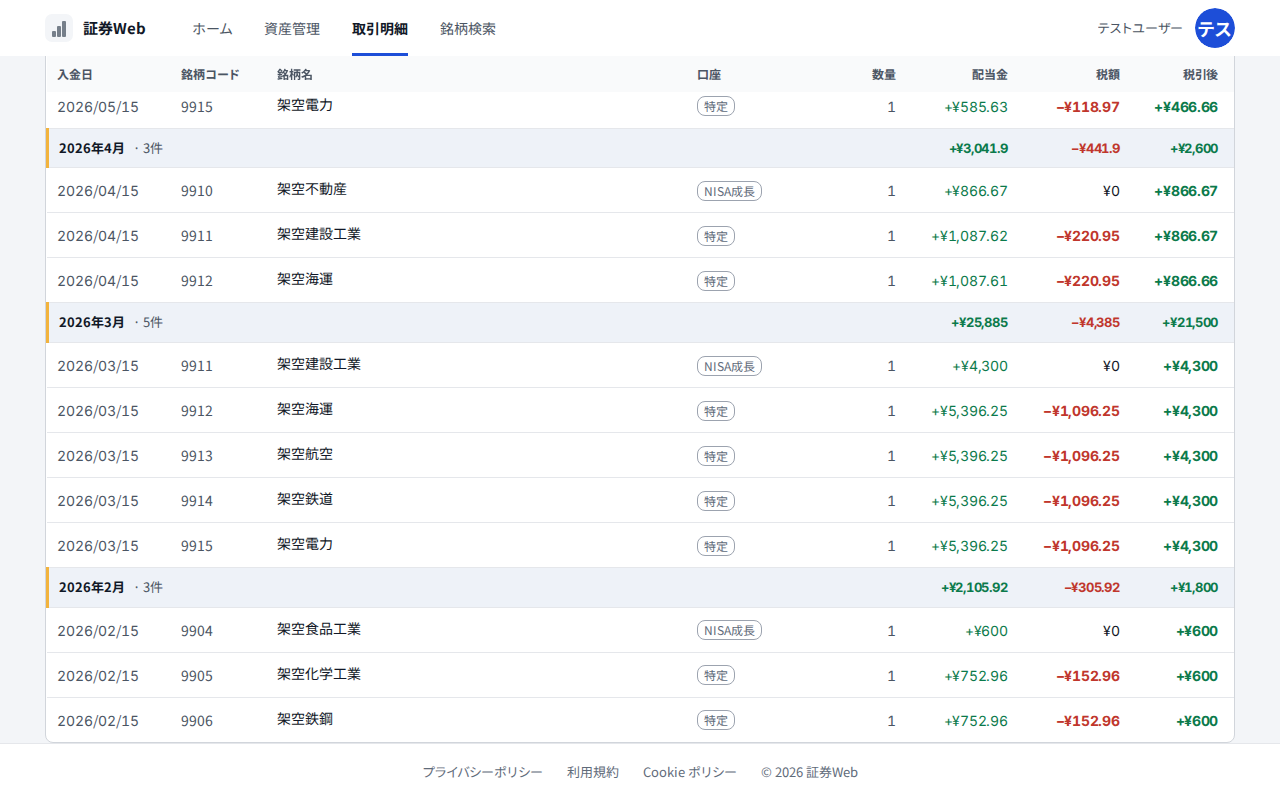 証券Web ホーム 資産管理 取引明細 銘柄検索 テストユーザー テス
入金日 銘柄コード 銘柄名 口座 数量 配当金 税額 税引後
2026/05/15 9915 架空電力 特定 1 +¥585.63 −¥118.97 +¥466.66
2026年4月 · 3件 +¥3,041.9 −¥441.9 +¥2,600
2026/04/15 9910 架空不動産 NISA成長 1 +¥866.67 ¥0 +¥866.67
2026/04/15 9911 架空建設工業 特定 1 +¥1,087.62 −¥220.95 +¥866.67
2026/04/15 9912 架空海運 特定 1 +¥1,087.61 −¥220.95 +¥866.66
2026年3月 · 5件 +¥25,885 −¥4,385 +¥21,500
2026/03/15 9911 架空建設工業 NISA成長 1 +¥4,300 ¥0 +¥4,300
2026/03/15 9912 架空海運 特定 1 +¥5,396.25 −¥1,096.25 +¥4,300
2026/03/15 9913 架空航空 特定 1 +¥5,396.25 −¥1,096.25 +¥4,300
2026/03/15 9914 架空鉄道 特定 1 +¥5,396.25 −¥1,096.25 +¥4,300
2026/03/15 9915 架空電力 特定 1 +¥5,396.25 −¥1,096.25 +¥4,300
2026年2月 · 3件 +¥2,105.92 −¥305.92 +¥1,800
2026/02/15 9904 架空食品工業 NISA成長 1 +¥600 ¥0 +¥600
2026/02/15 9905 架空化学工業 特定 1 +¥752.96 −¥152.96 +¥600
2026/02/15 9906 架空鉄鋼 特定 1 +¥752.96 −¥152.96 +¥600
プライバシーポリシー 利用規約 Cookie ポリシー © 2026 証券Web